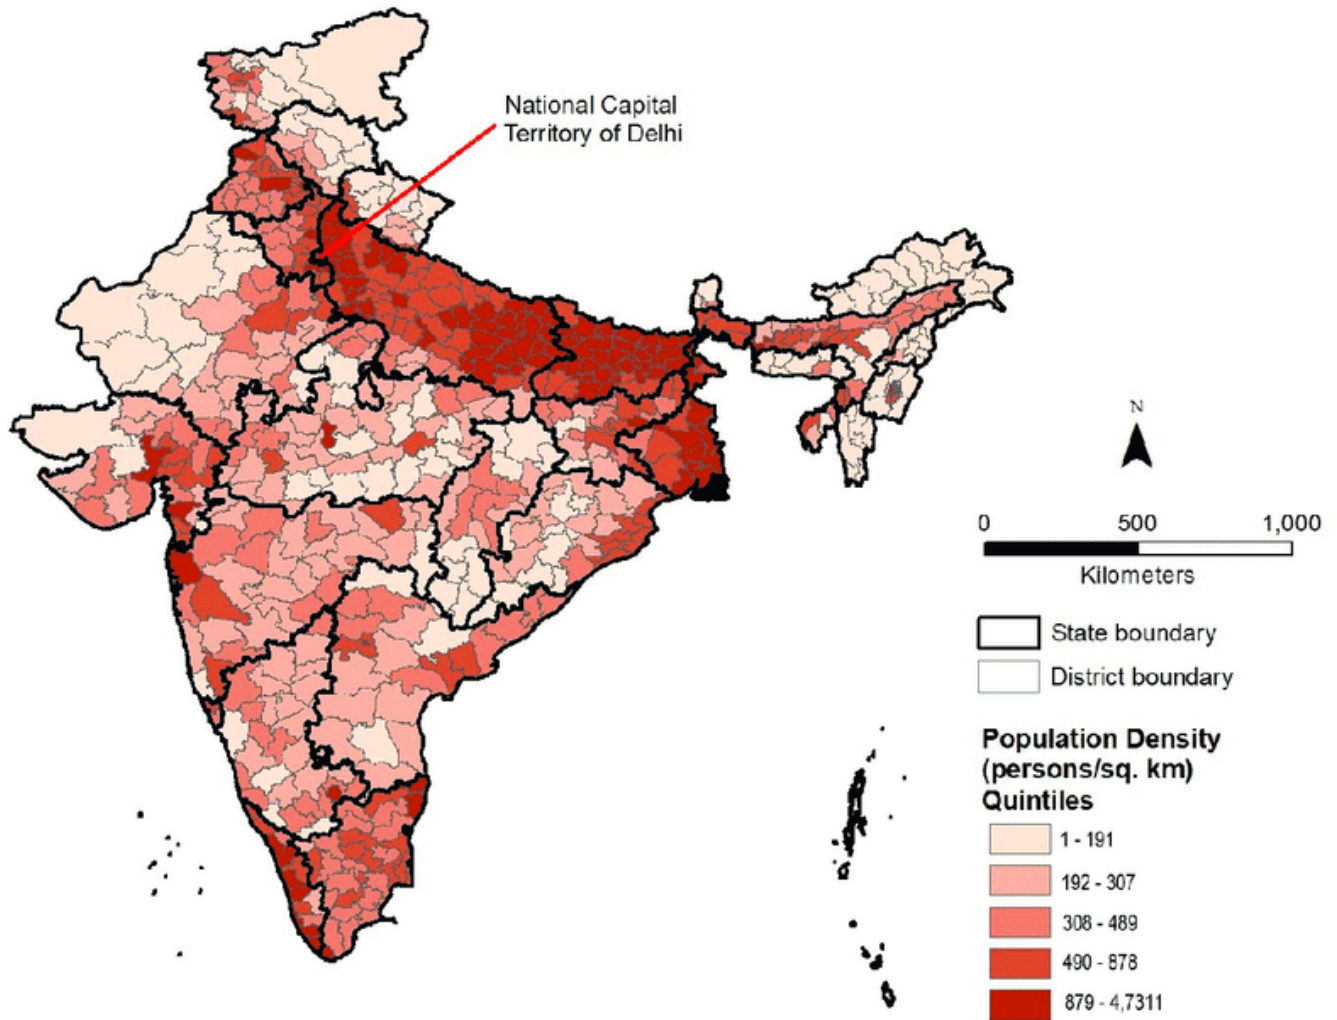 National Capital
Territory of Delhi
N
0 500 1,000
Kilometers
State boundary
District boundary
Population Density
(persons/sq. km)
Quintiles
1 - 191
192 - 307
308 - 489
490 - 878
879 - 4,7311